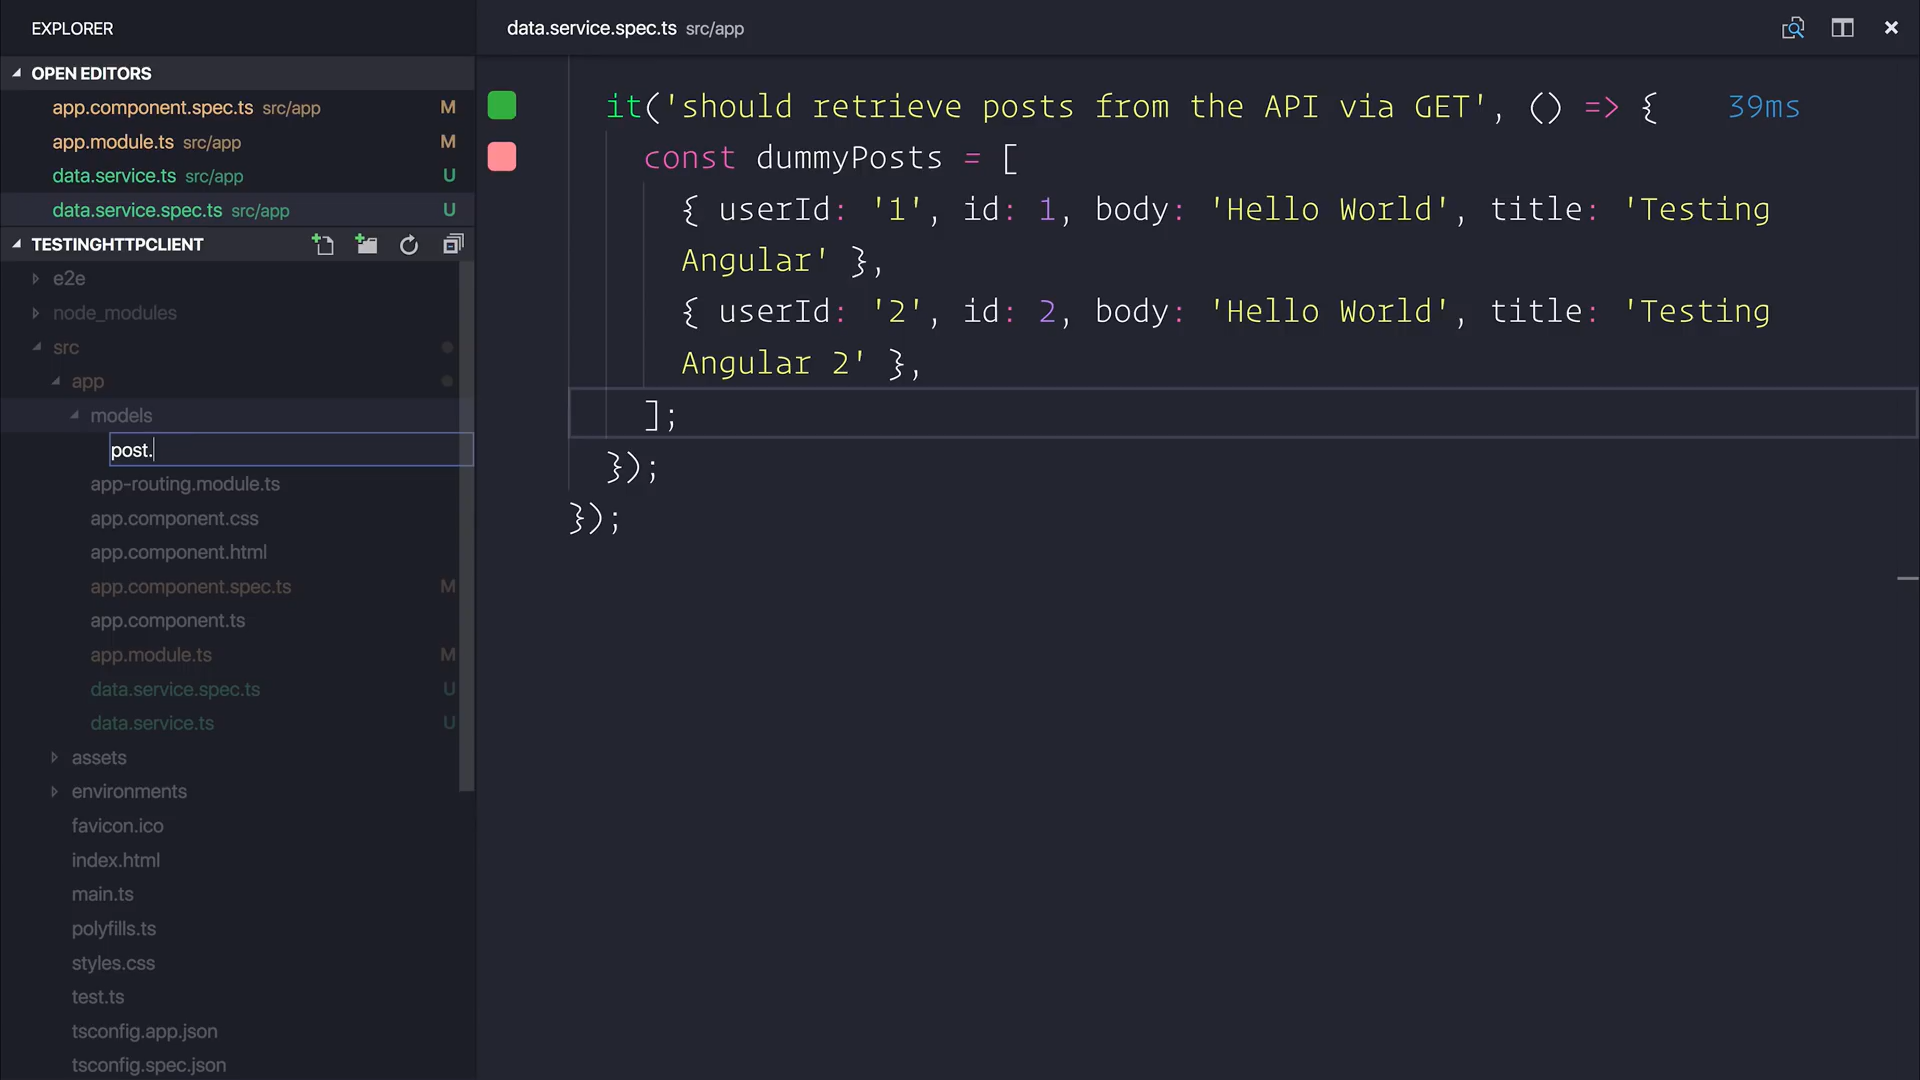 EXPLORER
OPEN EDITORS
app.component.spec.ts src/app M
app.module.ts src/app M
data.service.ts src/app U
data.service.spec.ts src/app U
TESTINGHTTPCLIENT
e2e
node_modules
src
app
models
post.
app-routing.module.ts
app.component.css
app.component.html
app.component.spec.ts M
app.component.ts
app.module.ts M
data.service.spec.ts U
data.service.ts U
assets
environments
favicon.ico
index.html
main.ts
polyfills.ts
styles.css
test.ts
tsconfig.app.json
tsconfig.spec.json
data.service.spec.ts src/app
it('should retrieve posts from the API via GET', () => { 39ms
const dummyPosts = [
{ userId: '1', id: 1, body: 'Hello World', title: 'Testing
Angular' },
{ userId: '2', id: 2, body: 'Hello World', title: 'Testing
Angular 2' },
];
});
});